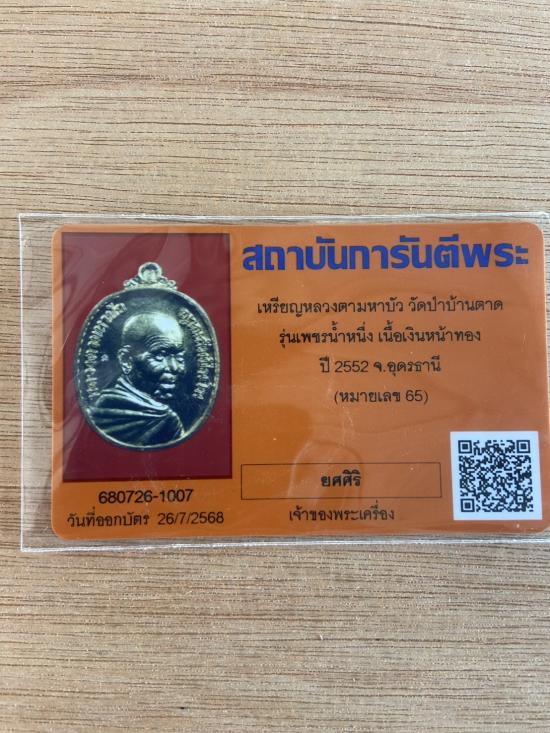 สถาบันการันตีพระ
เหรียญหลวงตามหาบัว วัดป่าบ้านตาด
รุ่นเพชรน้ำหนึ่ง เนื้อเงินหน้าทอง
ปี 2552 จ.อุดรธานี
(หมายเลข 65)
ยศศิริ
เจ้าของพระเครื่อง
680726-1007
วันที่ออกบัตร 26/7/2568